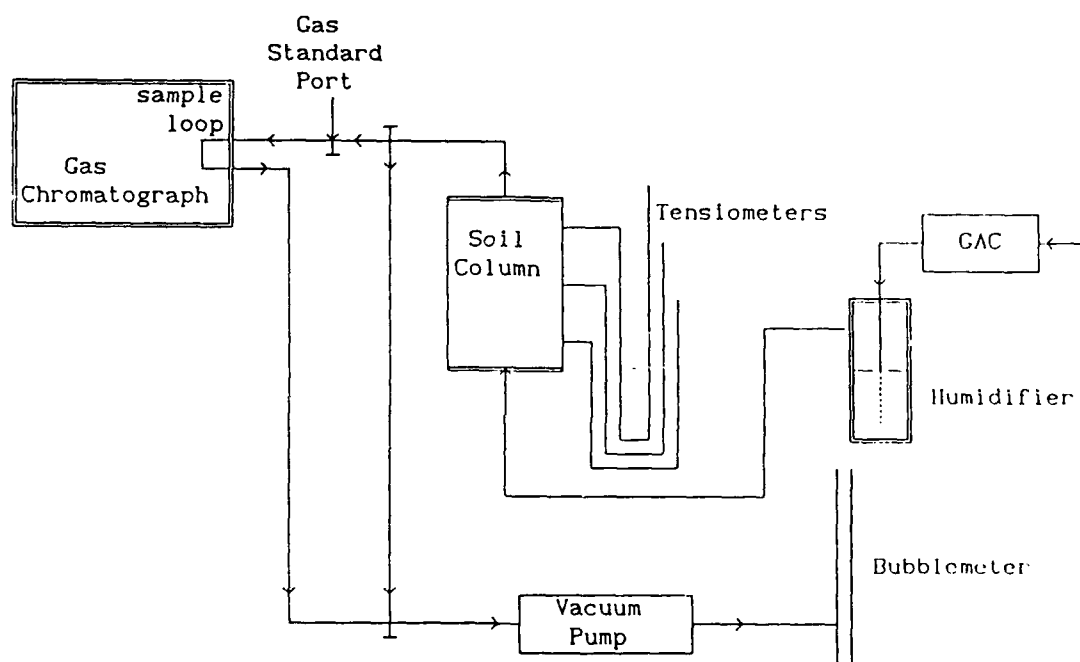 Gas
Standard
Port
sample
loop
Gas
Chromatograph
Soil
Column
Tensiometers
GAC
Humidifier
Bubblemeter
Vacuum
Pump